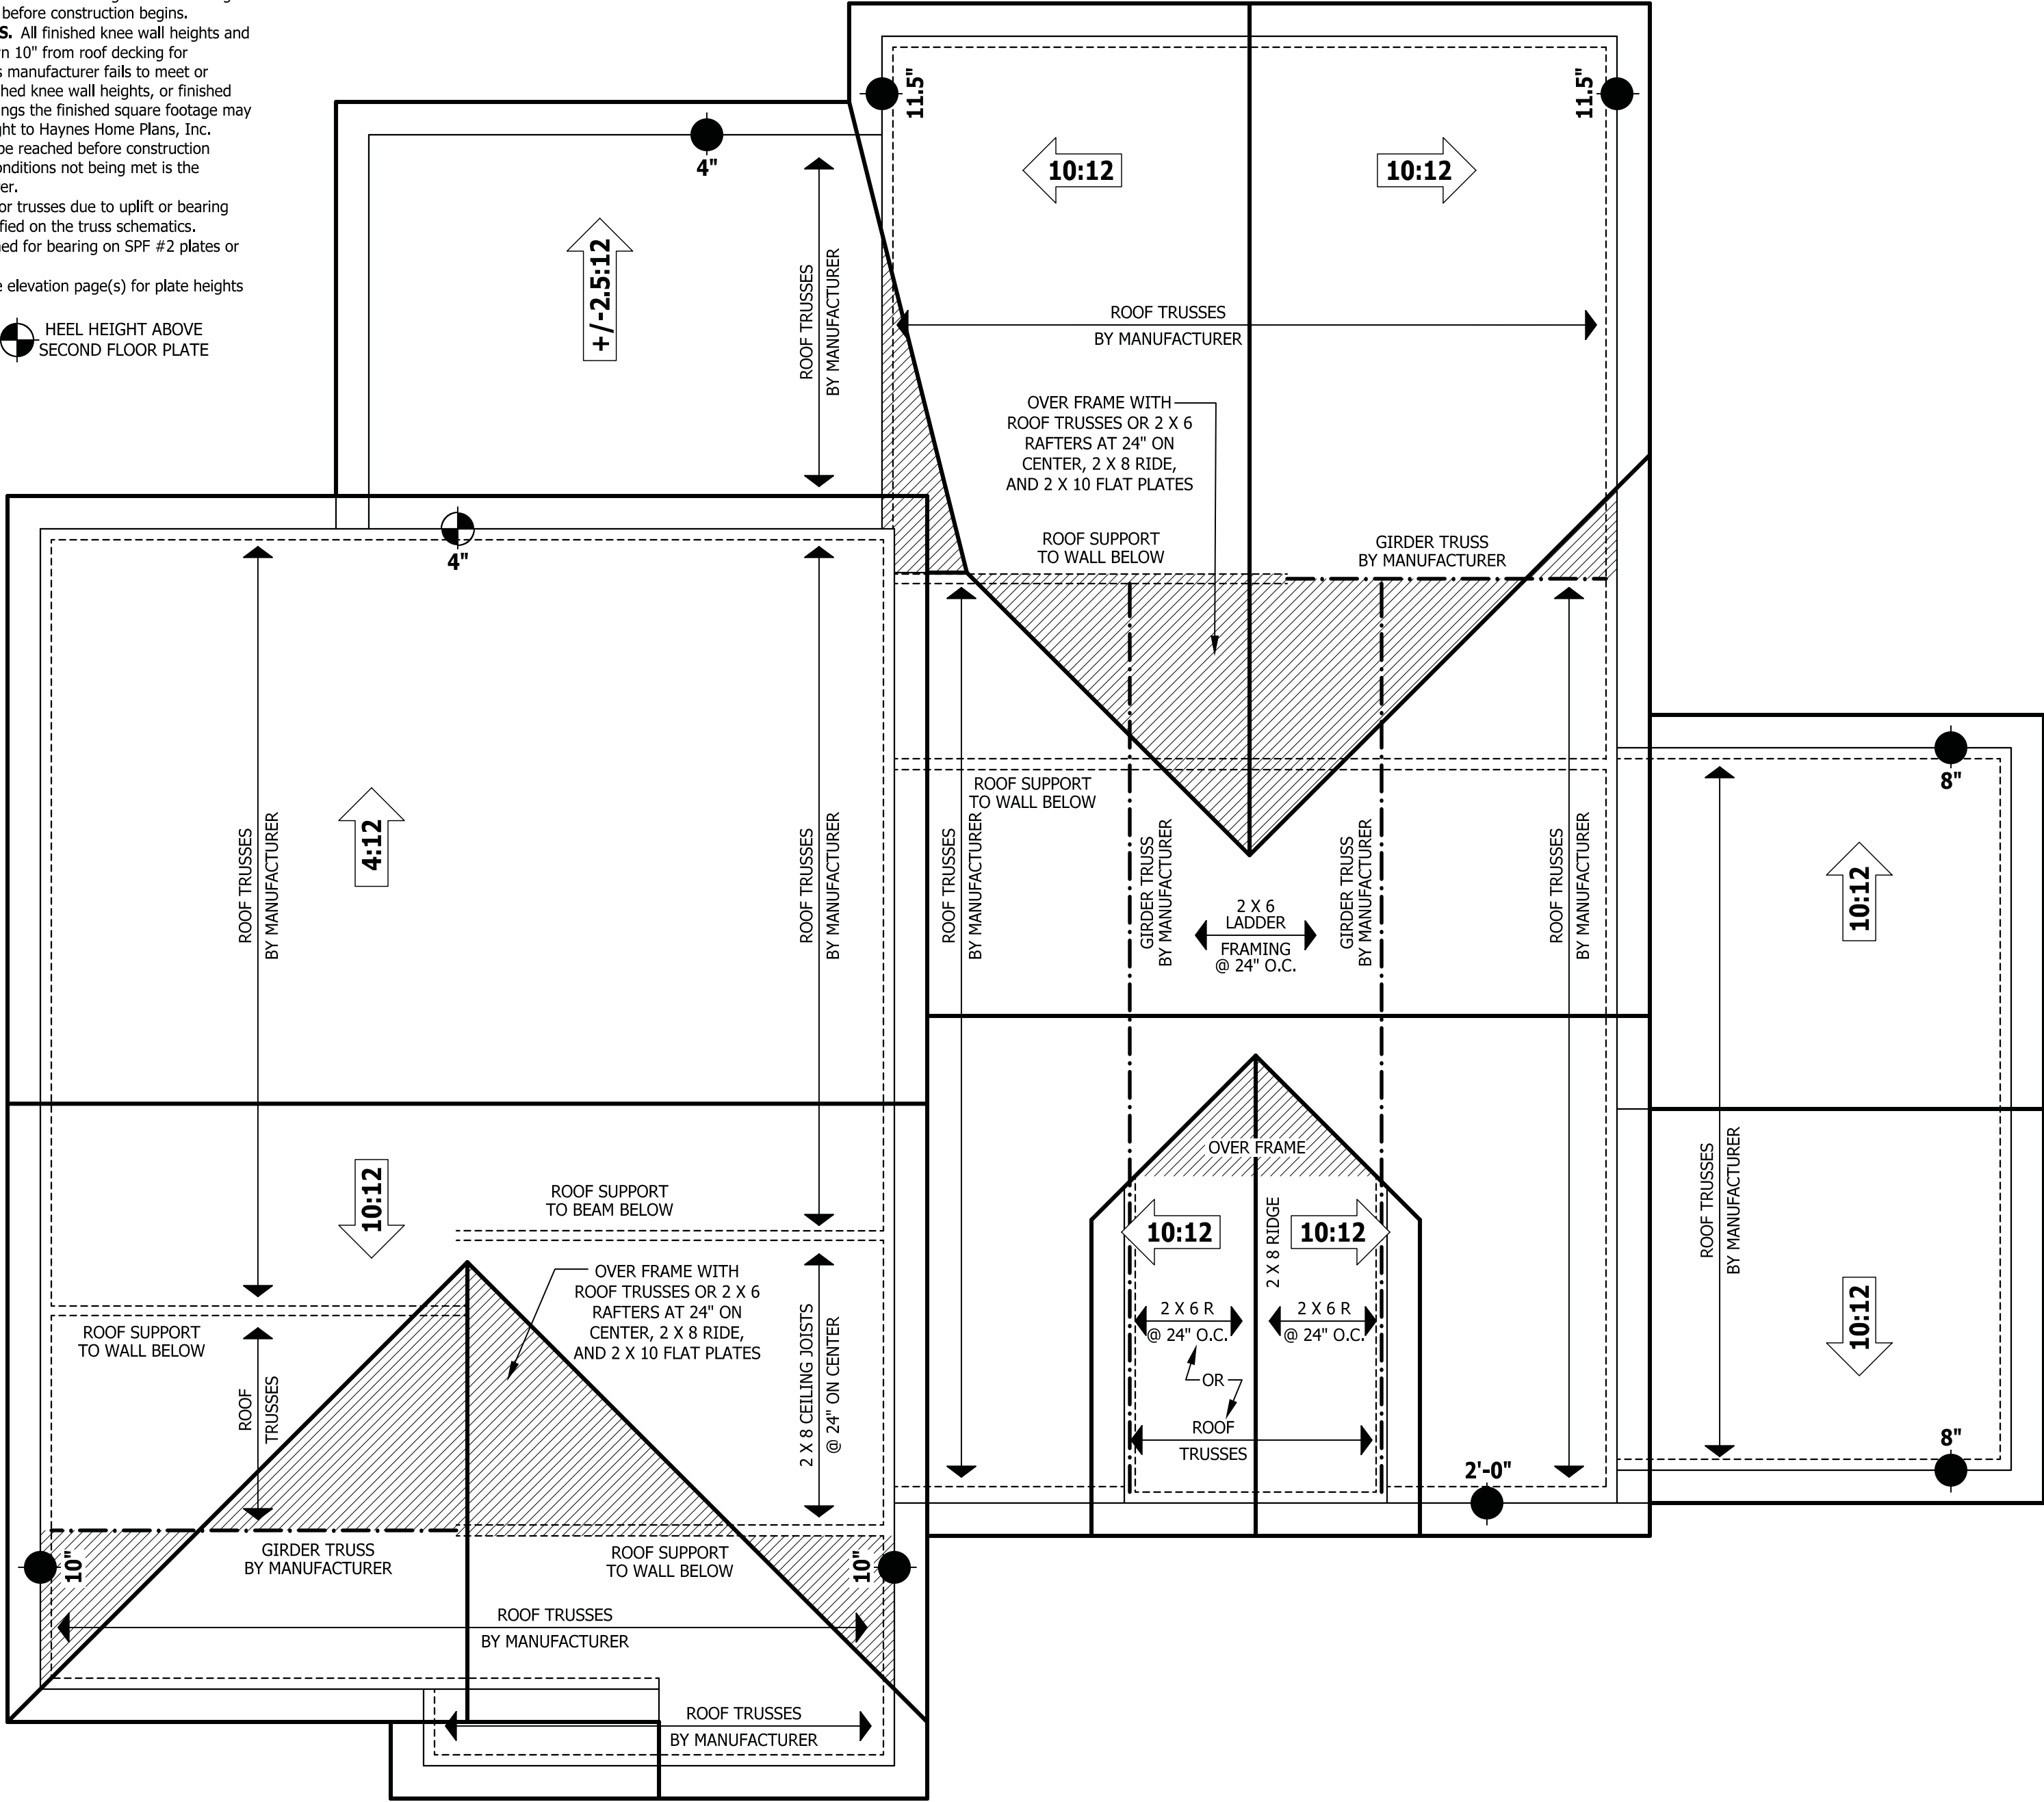 before construction begins.
S. All finished knee wall heights and
n 10" from roof decking for
s manufacturer fails to meet or
hed knee wall heights, or finished
ngs the finished square footage may
ght to Haynes Home Plans, Inc.
be reached before construction
onditions not being met is the
er.
or trusses due to uplift or bearing
fied on the truss schematics.
ned for bearing on SPF #2 plates or
e elevation page(s) for plate heights
HEEL HEIGHT ABOVE
SECOND FLOOR PLATE
4"
+/-2.5:12
ROOF TRUSSES
BY MANUFACTURER
11.5"
11.5"
10:12
10:12
ROOF TRUSSES
BY MANUFACTURER
OVER FRAME WITH
ROOF TRUSSES OR 2 X 6
RAFTERS AT 24" ON
CENTER, 2 X 8 RIDE,
AND 2 X 10 FLAT PLATES
ROOF SUPPORT
TO WALL BELOW
GIRDER TRUSS
BY MANUFACTURER
4"
ROOF TRUSSES
BY MANUFACTURER
4:12
ROOF TRUSSES
BY MANUFACTURER
ROOF SUPPORT
TO WALL BELOW
ROOF TRUSSES
BY MANUFACTURER
GIRDER TRUSS
BY MANUFACTURER
2 X 6
LADDER
FRAMING
@ 24" O.C.
GIRDER TRUSS
BY MANUFACTURER
ROOF TRUSSES
BY MANUFACTURER
8"
10:12
ROOF TRUSSES
BY MANUFACTURER
10:12
8"
10:12
ROOF SUPPORT
TO BEAM BELOW
OVER FRAME WITH
ROOF TRUSSES OR 2 X 6
RAFTERS AT 24" ON
CENTER, 2 X 8 RIDE,
AND 2 X 10 FLAT PLATES
ROOF SUPPORT
TO WALL BELOW
ROOF
TRUSSES
2 X 8 CEILING JOISTS
@ 24" ON CENTER
OVER FRAME
10:12
2 X 8 RIDGE
10:12
2 X 6 R
@ 24" O.C.
2 X 6 R
@ 24" O.C.
OR
ROOF
TRUSSES
2'-0"
10"
GIRDER TRUSS
BY MANUFACTURER
ROOF SUPPORT
TO WALL BELOW
10"
ROOF TRUSSES
BY MANUFACTURER
ROOF TRUSSES
BY MANUFACTURER